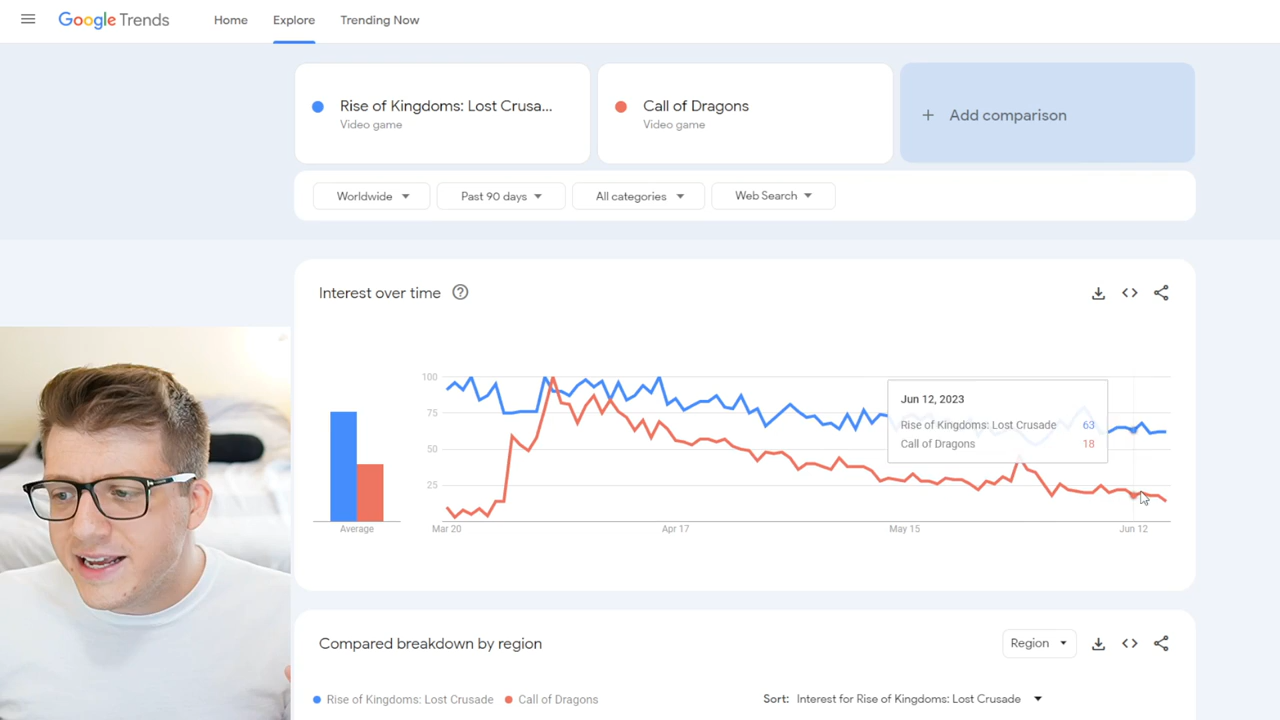 Google Trends
Home
Explore
Trending Now
Rise of Kingdoms: Lost Crusa...
Video game
Call of Dragons
Video game
+ Add comparison
Worldwide
Past 90 days
All categories
Web Search
Interest over time
100
75
50
25
Average
Mar 20
Apr 17
May 15
Jun 12
Jun 12, 2023
Rise of Kingdoms: Lost Crusade 63
Call of Dragons 18
Compared breakdown by region
Region
Rise of Kingdoms: Lost Crusade
Call of Dragons
Sort: Interest for Rise of Kingdoms: Lost Crusade